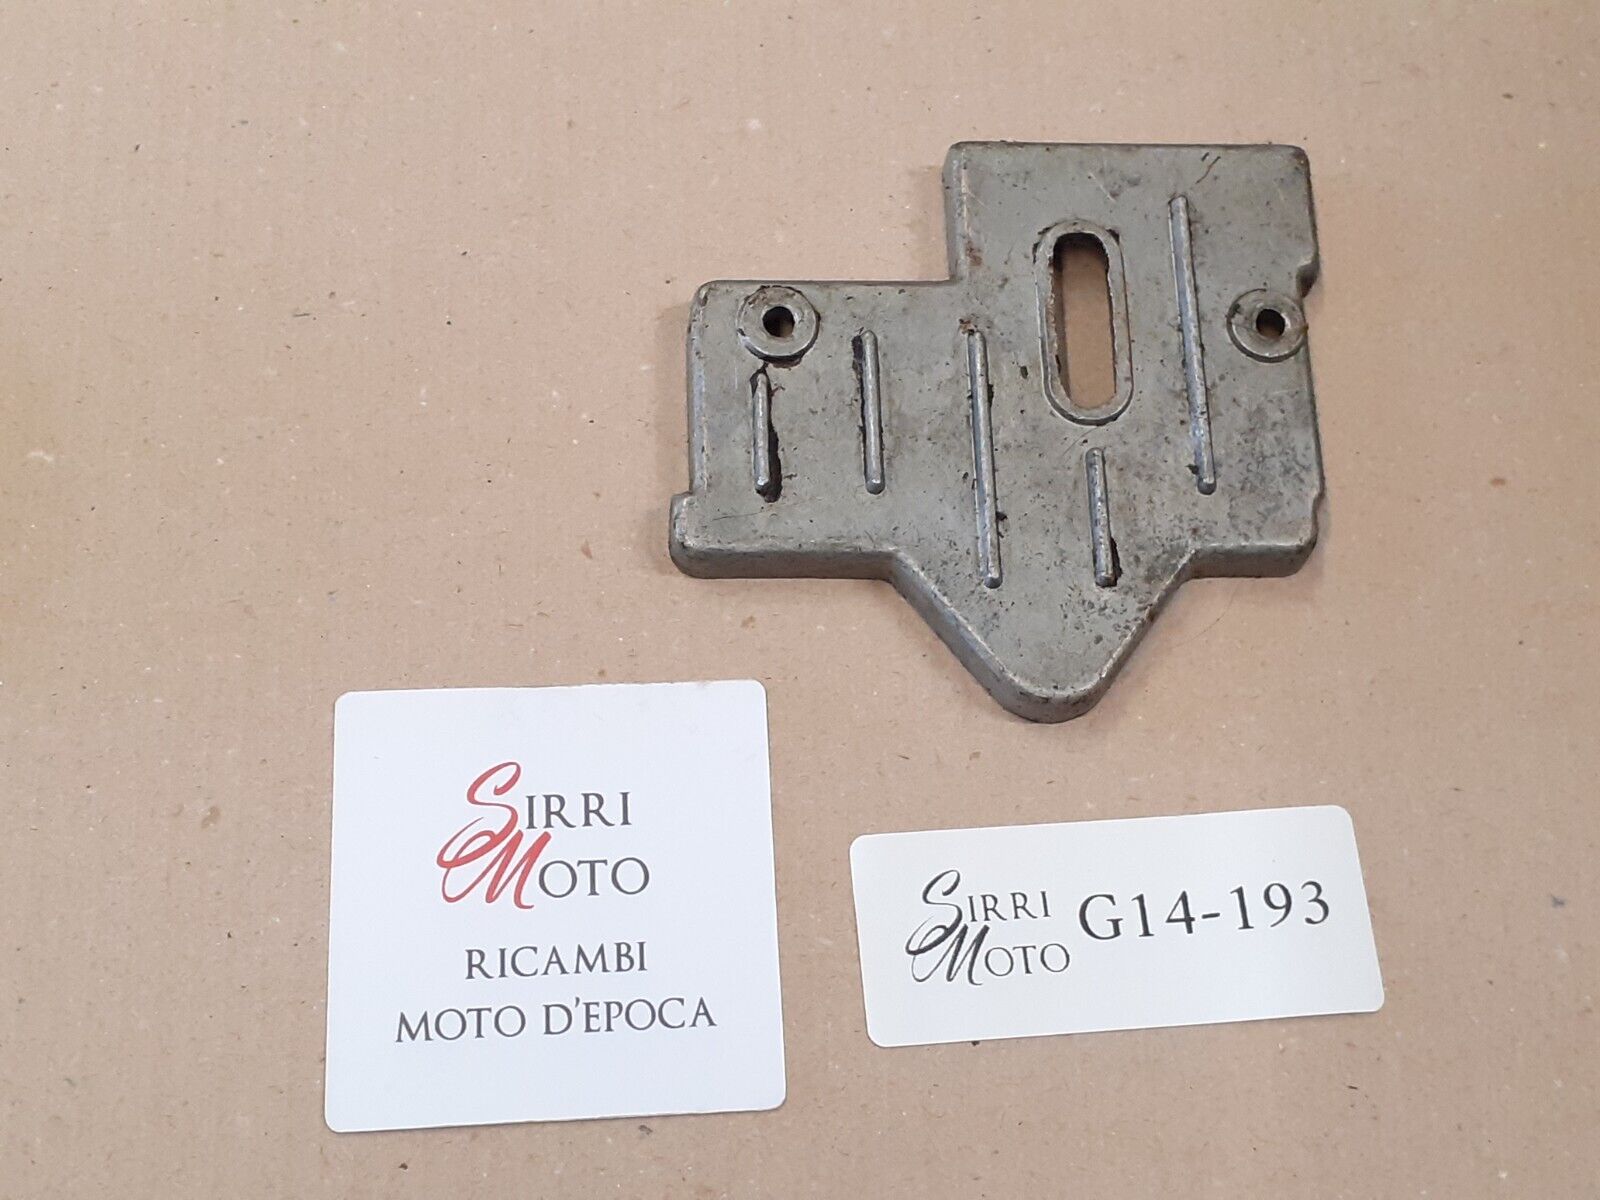 SIRRI
MOTO
RICAMBI
MOTO D'EPOCA
SIRRI
MOTO
G14-193